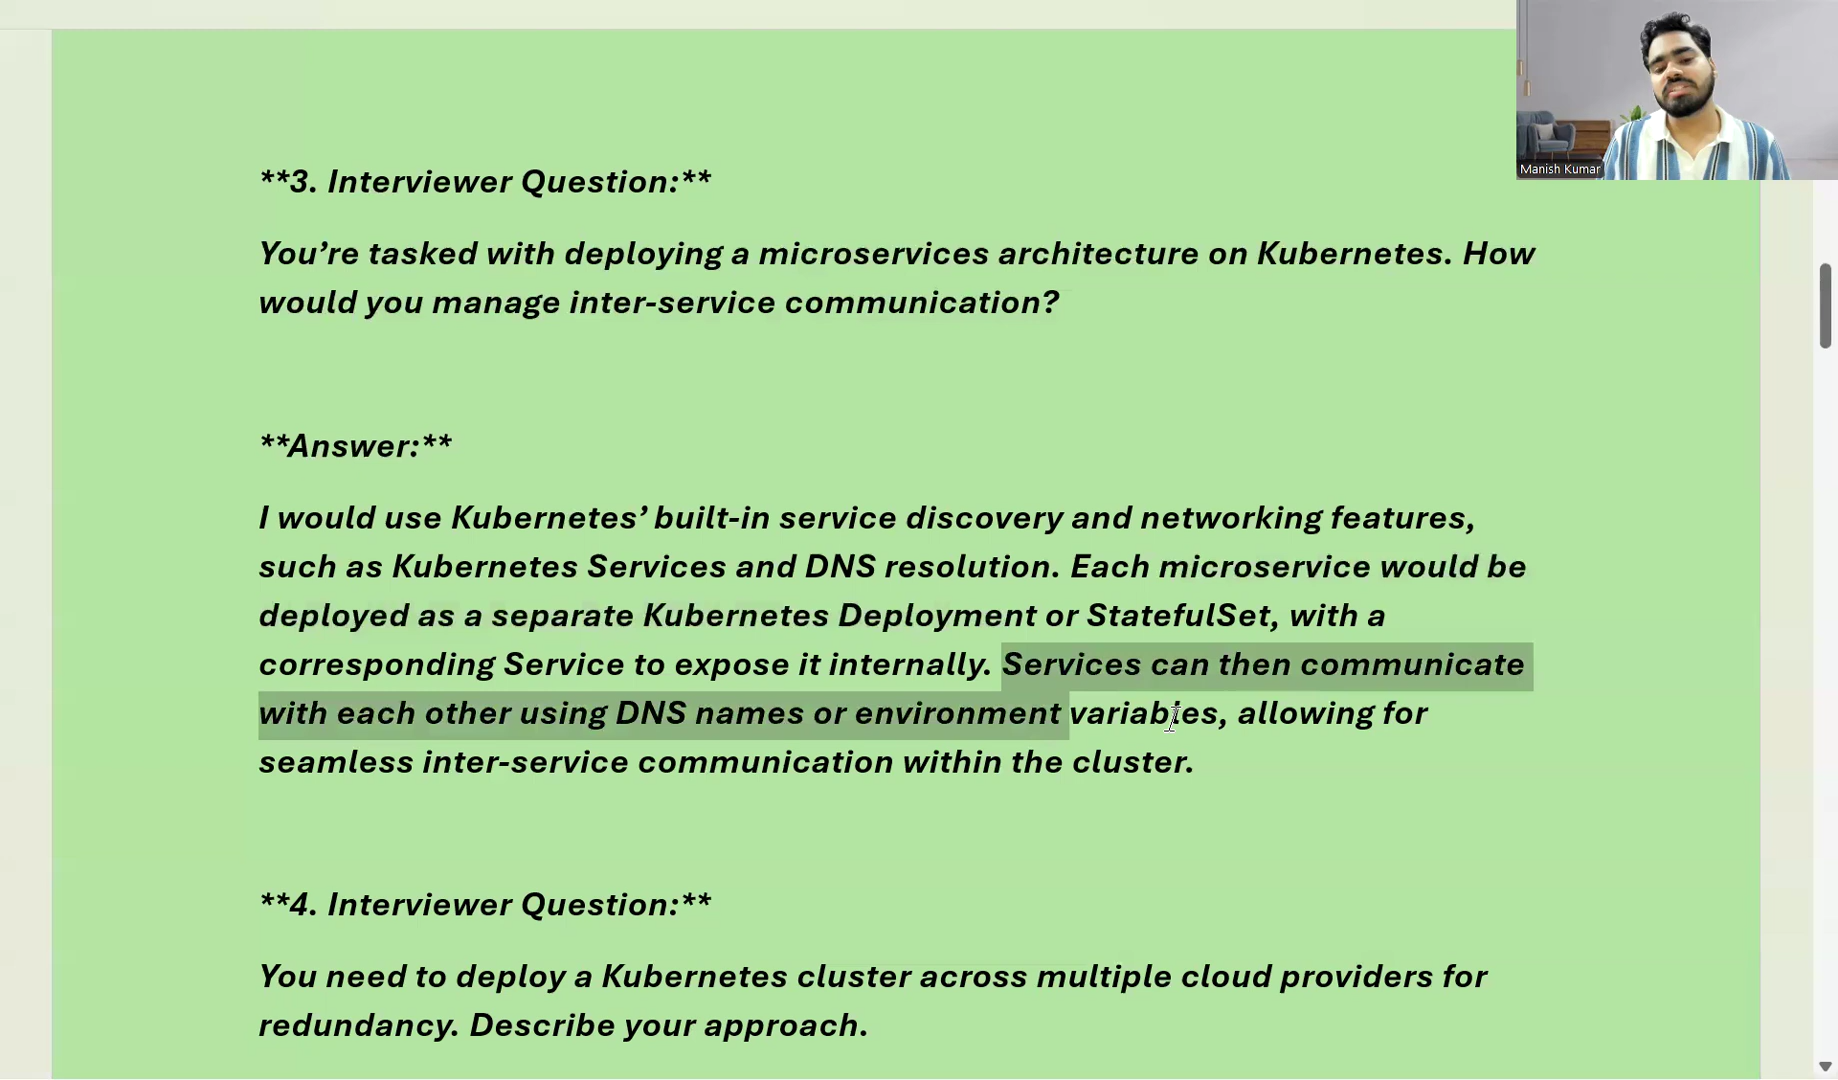 Manish Kumar
**3. Interviewer Question:**
You’re tasked with deploying a microservices architecture on Kubernetes. How
would you manage inter-service communication?
**Answer:**
I would use Kubernetes’ built-in service discovery and networking features,
such as Kubernetes Services and DNS resolution. Each microservice would be
deployed as a separate Kubernetes Deployment or StatefulSet, with a
corresponding Service to expose it internally. Services can then communicate
with each other using DNS names or environment variables, allowing for
seamless inter-service communication within the cluster.
**4. Interviewer Question:**
You need to deploy a Kubernetes cluster across multiple cloud providers for
redundancy. Describe your approach.